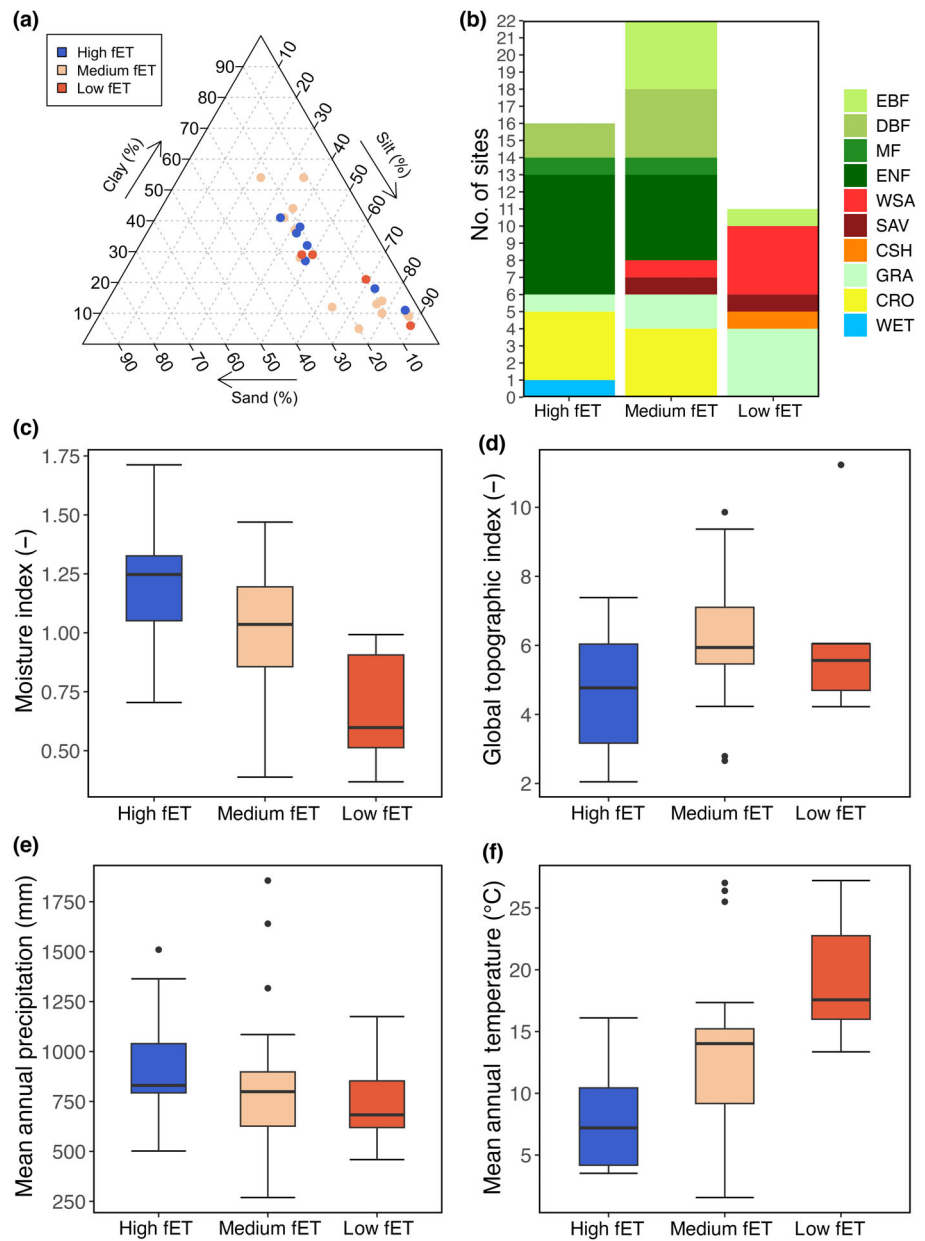 (a)
High fET
Medium fET
Low fET
Clay (%)
90
80
70
60
50
40
30
20
10
Silt (%)
10
20
30
40
50
60
70
80
90
Sand (%)
90
80
70
60
50
40
30
20
10
(b)
No. of sites
22
21
20
19
18
17
16
15
14
13
12
11
10
9
8
7
6
5
4
3
2
1
0
High fET Medium fET Low fET
EBF
DBF
MF
ENF
WSA
SAV
CSH
GRA
CRO
WET
(c)
Moisture index (−)
1.75
1.50
1.25
1.00
0.75
0.50
High fET Medium fET Low fET
(d)
Global topographic index (−)
10
8
6
4
2
High fET Medium fET Low fET
(e)
Mean annual precipitation (mm)
1750
1500
1250
1000
750
500
250
High fET Medium fET Low fET
(f)
Mean annual temperature (°C)
25
20
15
10
5
High fET Medium fET Low fET